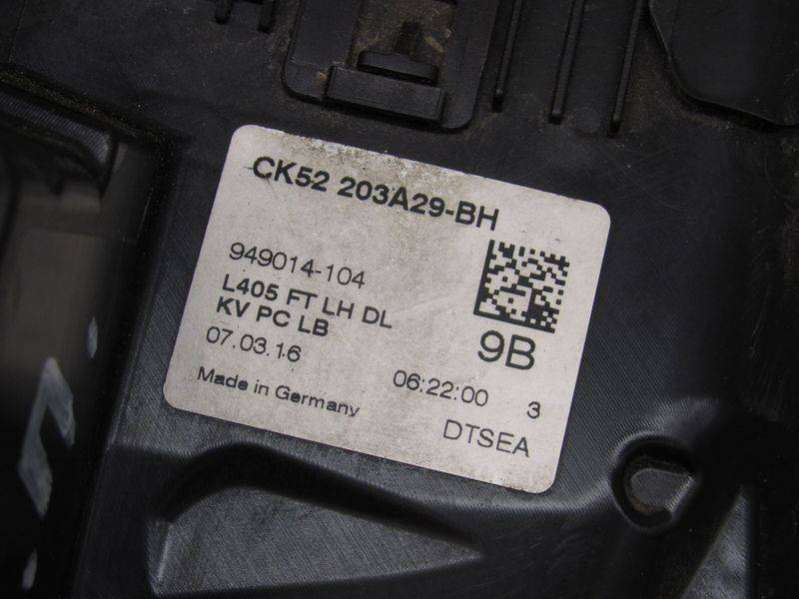 CK52 203A29-BH
949014-104
L405 FT LH DL
KV PC LB
9B
07.03.16
06:22:00 3
Made in Germany
DTSEA